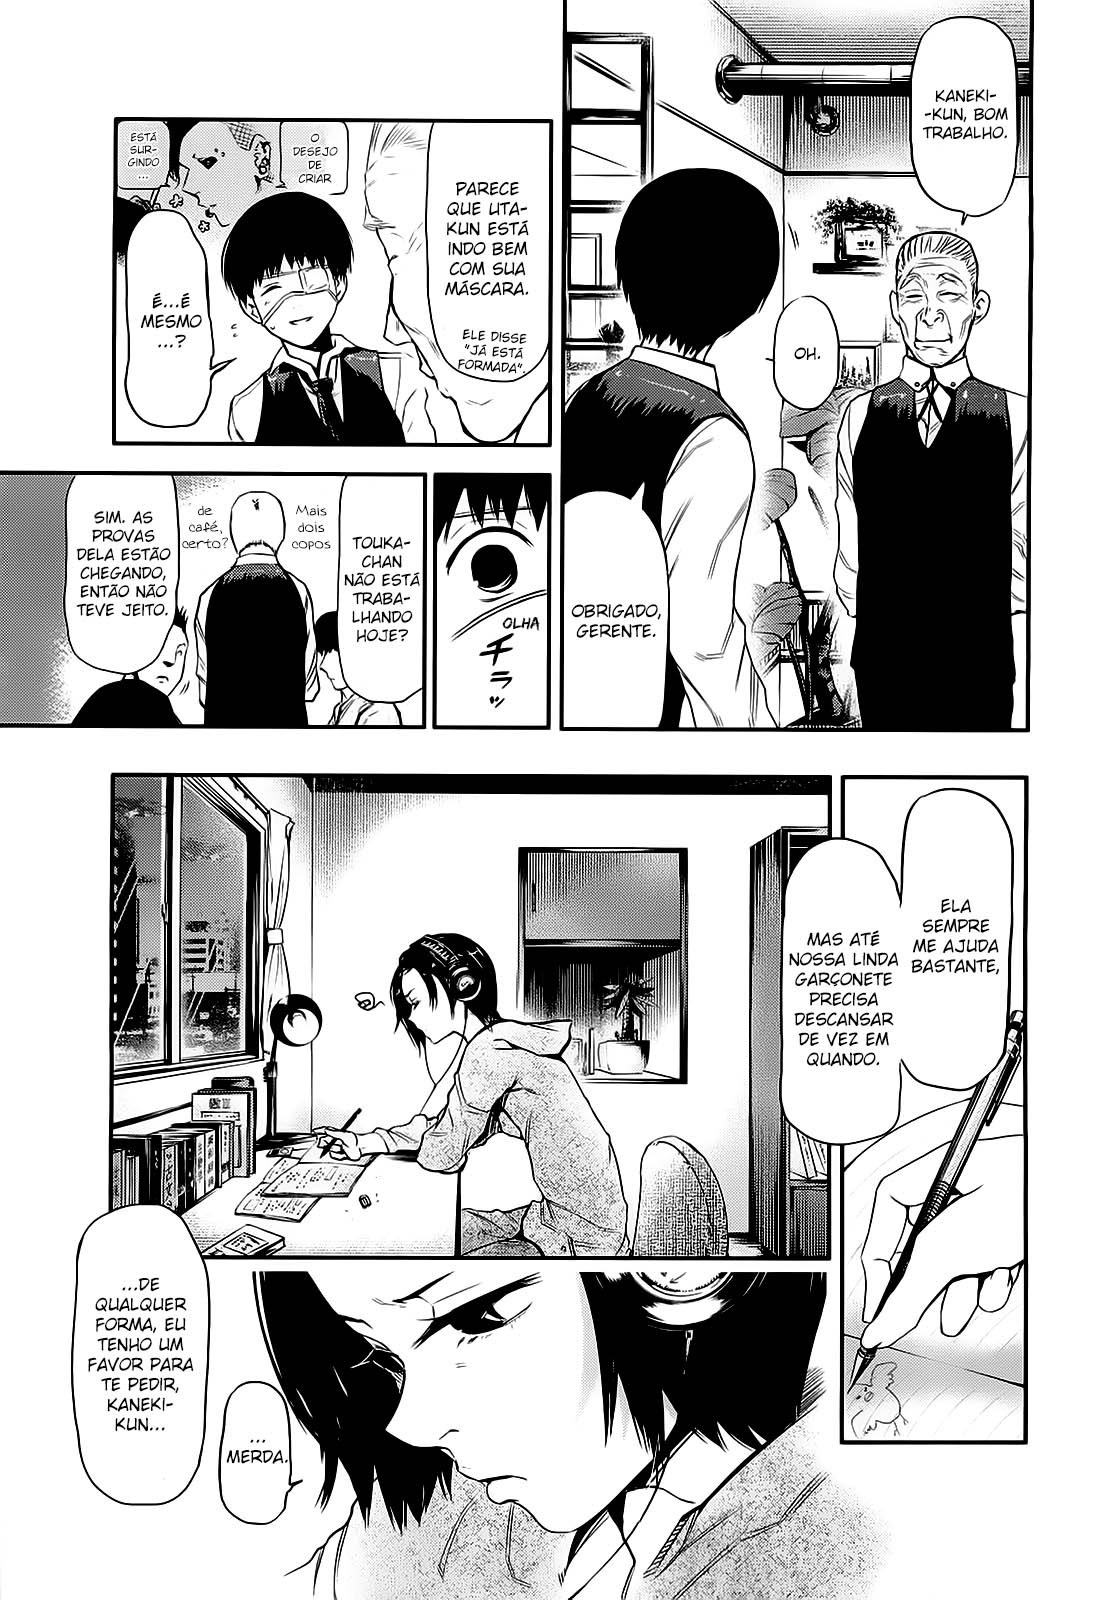 KANEKI-
-KUN, BOM
TRABALHO.
OH.
OBRIGADO,
GERENTE.
PARECE
QUE UTA-
KUN ESTÁ
INDO BEM
COM SUA
MÁSCARA.
ELE DISSE
"JÁ ESTÁ
FORMADA".
O
DESEJO
DE
CRIAR
ESTÁ
SUR-
GINDO
...
É...É
MESMO
...?
OLHA
チラッ
TOUKA-
CHAN
NÃO ESTÁ
TRABA-
LHANDO
HOJE?
Mais
dois
copos
de
café,
certo?
SIM. AS
PROVAS
DELA ESTÃO
CHEGANDO,
ENTÃO NÃO
TEVE JEITO.
ELA
SEMPRE
ME AJUDA
BASTANTE,
MAS ATÉ
NOSSA LINDA
GARÇONETE
PRECISA
DESCANSAR
DE VEZ EM
QUANDO.
...DE
QUALQUER
FORMA, EU
TENHO UM
FAVOR PARA
TE PEDIR,
KANEKI-
KUN...
...
MERDA.